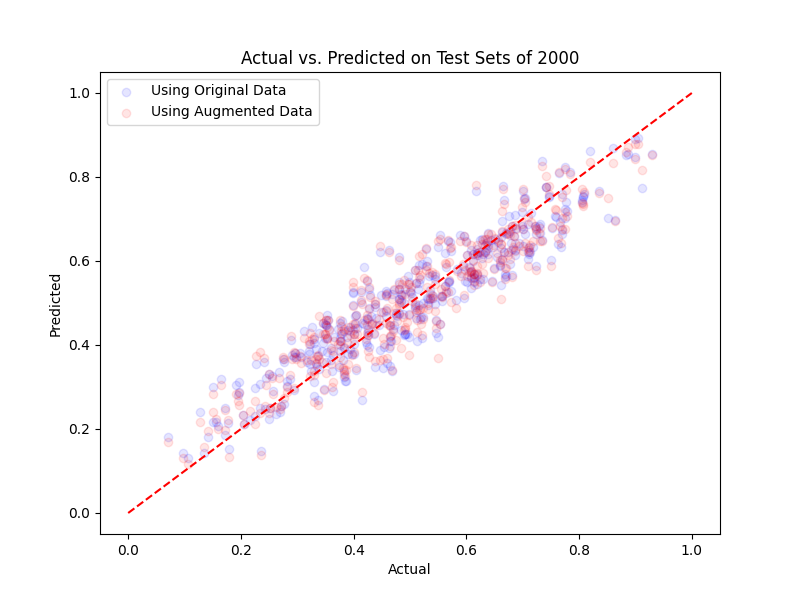 Actual vs. Predicted on Test Sets of 2000
Using Original Data
Using Augmented Data
1.0
0.8
0.6
0.4
0.2
0.0
Predicted
0.0 0.2 0.4 0.6 0.8 1.0
Actual